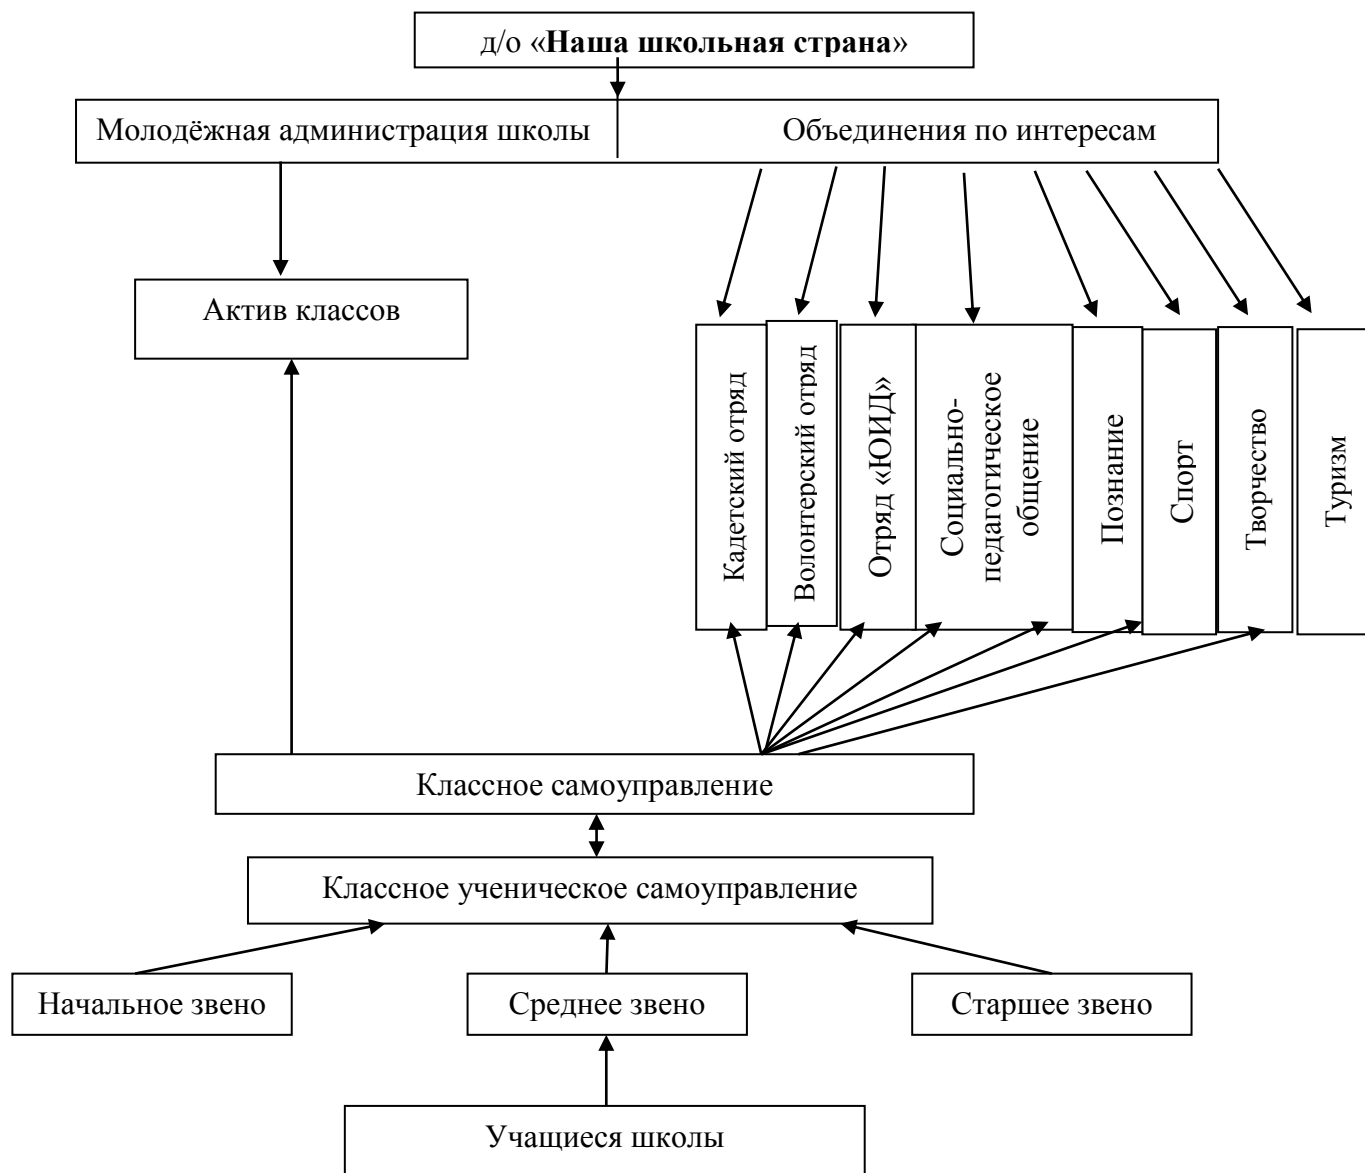 д/о «Наша школьная страна»
Молодёжная администрация школы
Объединения по интересам
Актив классов
Кадетский отряд
Волонтерский отряд
Отряд «ЮИД»
Социально-
педагогическое
общение
Познание
Спорт
Творчество
Туризм
Классное самоуправление
Классное ученическое самоуправление
Начальное звено
Среднее звено
Старшее звено
Учащиеся школы